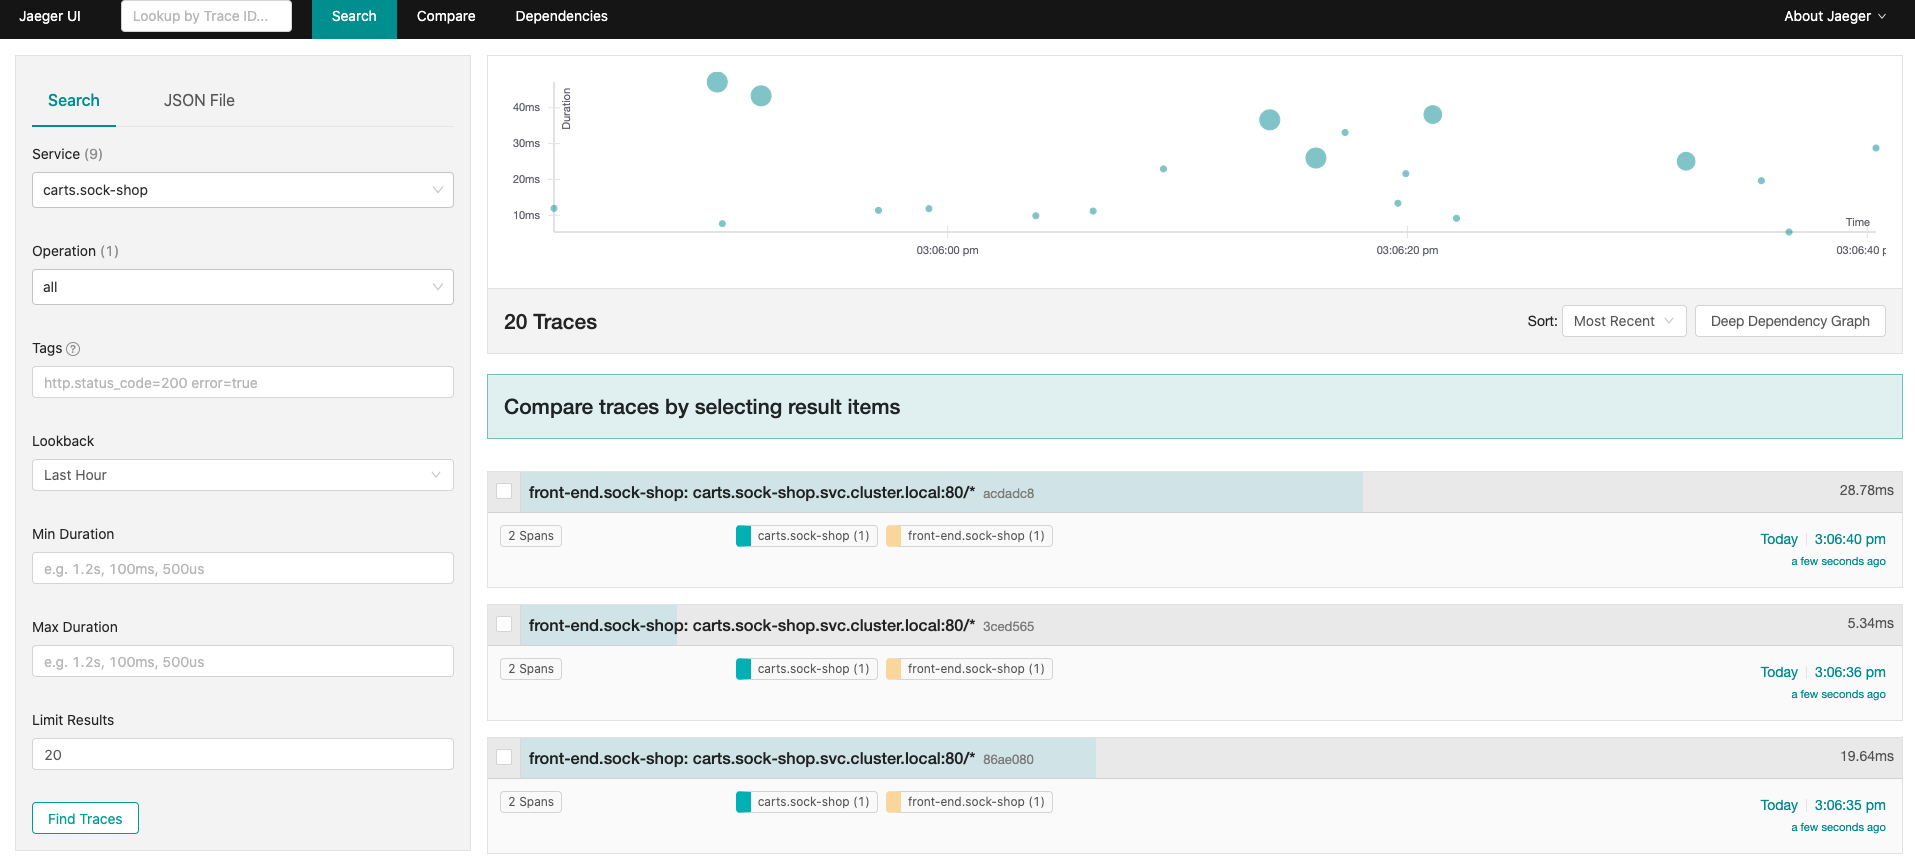 Jaeger UI
Lookup by Trace ID...
Search
Compare
Dependencies
About Jaeger
Search
JSON File
Service (9)
carts.sock-shop
Operation (1)
all
Tags ?
http.status_code=200 error=true
Lookback
Last Hour
Min Duration
e.g. 1.2s, 100ms, 500us
Max Duration
e.g. 1.2s, 100ms, 500us
Limit Results
20
Find Traces
Duration
40ms
30ms
20ms
10ms
Time
03:06:00 pm
03:06:20 pm
03:06:40 p
20 Traces
Sort: Most Recent
Deep Dependency Graph
Compare traces by selecting result items
front-end.sock-shop: carts.sock-shop.svc.cluster.local:80/* acdadc8 28.78ms
2 Spans carts.sock-shop (1) front-end.sock-shop (1)
Today 3:06:40 pm
a few seconds ago
front-end.sock-shop: carts.sock-shop.svc.cluster.local:80/* 3ced565 5.34ms
2 Spans carts.sock-shop (1) front-end.sock-shop (1)
Today 3:06:36 pm
a few seconds ago
front-end.sock-shop: carts.sock-shop.svc.cluster.local:80/* 86ae080 19.64ms
2 Spans carts.sock-shop (1) front-end.sock-shop (1)
Today 3:06:35 pm
a few seconds ago